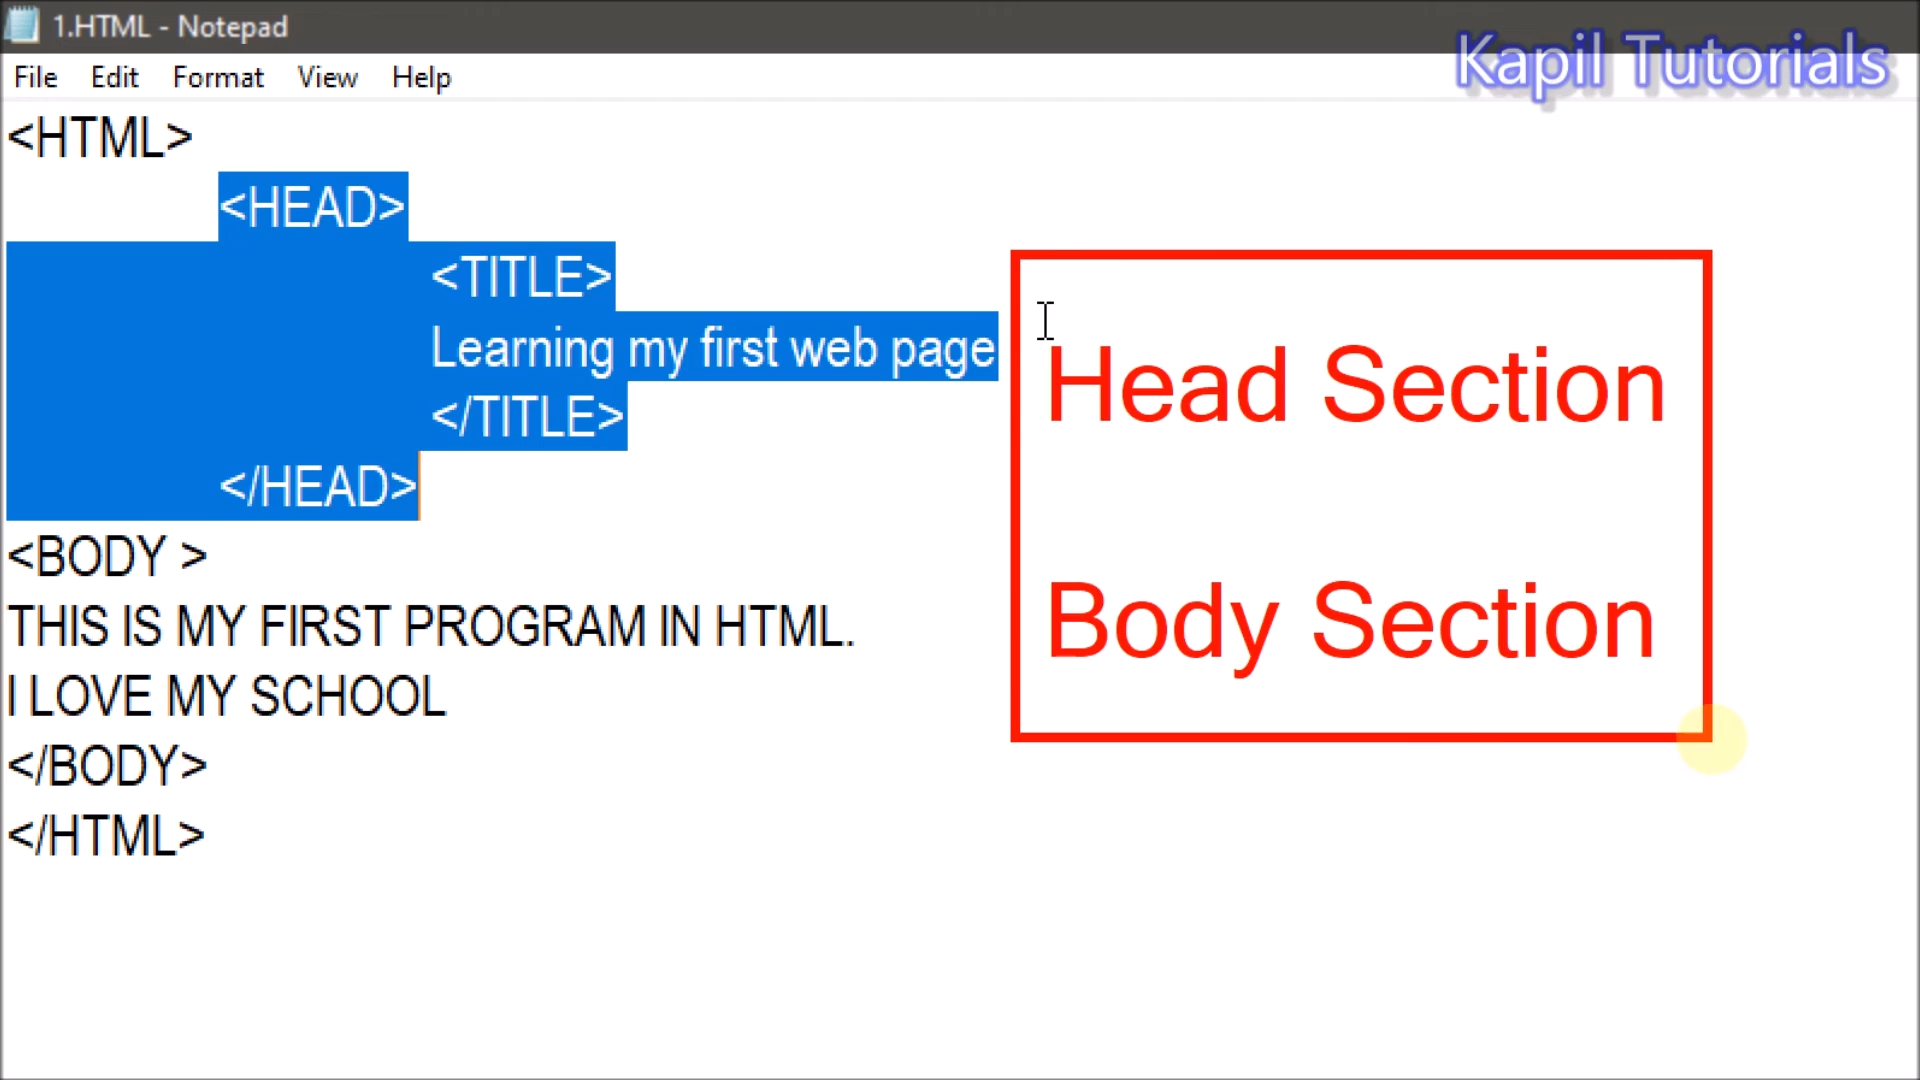 1.HTML - Notepad
Kapil Tutorials
File Edit Format View Help
<HTML>
<HEAD>
<TITLE>
Learning my first web page
</TITLE>
</HEAD>
<BODY >
THIS IS MY FIRST PROGRAM IN HTML.
I LOVE MY SCHOOL
</BODY>
</HTML>
Head Section
Body Section